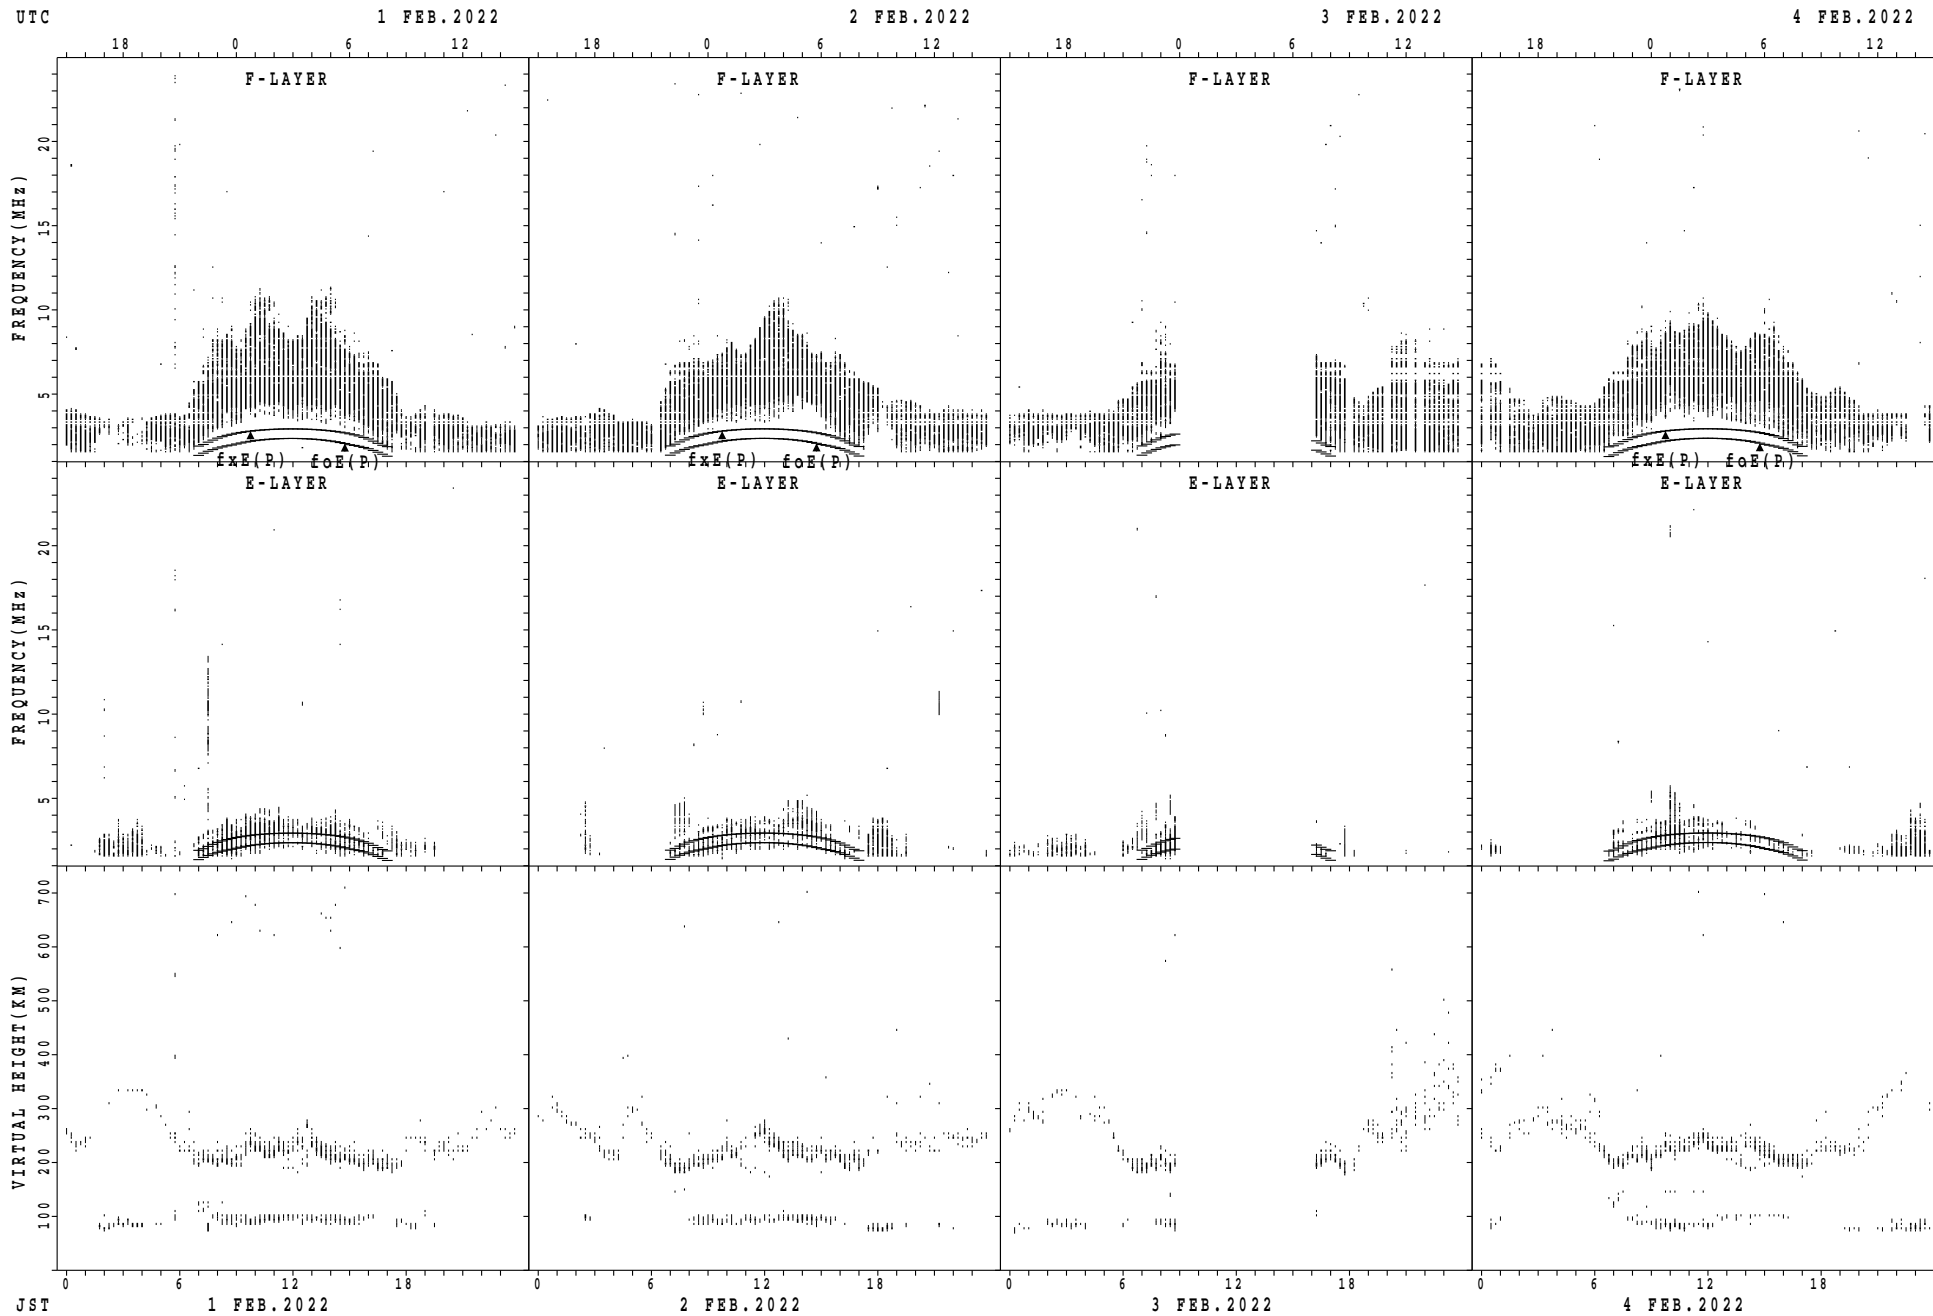 UTC 1 FEB.2022 2 FEB.2022 3 FEB.2022 4 FEB.2022
18 0 6 12 18 0 6 12 18 0 6 12 18 0 6 12
F-LAYER F-LAYER F-LAYER F-LAYER
FREQUENCY(MHz)
20
15
10
5
fxE(P) foE(P) fxE(P) foE(P) fxE(P) foE(P)
E-LAYER E-LAYER E-LAYER E-LAYER
FREQUENCY(MHz)
20
15
10
5
VIRTUAL HEIGHT(KM)
700
600
500
400
300
200
100
0 6 12 18 0 6 12 18 0 6 12 18 0 6 12 18
JST 1 FEB.2022 2 FEB.2022 3 FEB.2022 4 FEB.2022